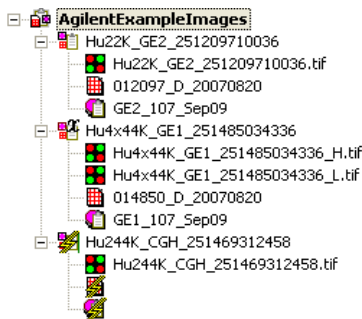 AgilentExampleImages
Hu22K_GE2_251209710036
Hu22K_GE2_251209710036.tif
012097_D_20070820
GE2_107_Sep09
Hu4x44K_GE1_251485034336
Hu4x44K_GE1_251485034336_H.tif
Hu4x44K_GE1_251485034336_L.tif
014850_D_20070820
GE1_107_Sep09
Hu244K_CGH_251469312458
Hu244K_CGH_251469312458.tif